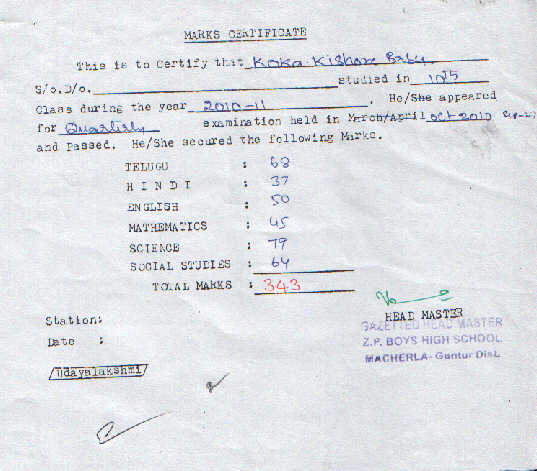 MARKS CERTIFICATE
This is to Certify that Koka Kishore Babu
S/o.D/o. studied in 10th
Class during the year 2010-11. He/She appeared
for Quarterly examination held in March/April oct 2010
and Passed. He/She secured the following Marks.
TELUGU : 68
HINDI : 37
ENGLISH : 50
MATHEMATICS : 45
SCIENCE : 79
SOCIAL STUDIES : 64
TOTAL MARKS : 343
HEAD MASTER
Station:
GAZETTED HEAD MASTER
Z.P. BOYS HIGH SCHOOL
Date :
MACHERLA- Guntur Dist.
/Udayalakshmi/